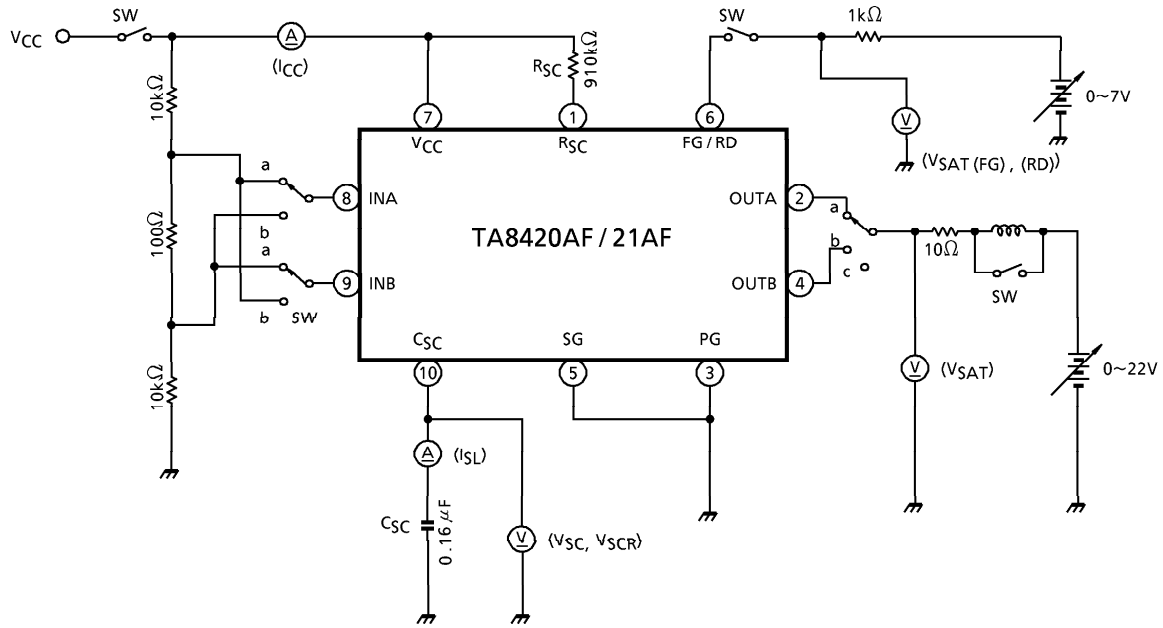 SW
VCC
(ICC)
RSC
910kΩ
SW
1kΩ
0~7V
(VSAT (FG) , (RD))
10kΩ
7
1
6
VCC
RSC
FG / RD
a
8
INA
b
100Ω
a
9
INB
b
SW
TA8420AF / 21AF
OUTA
2
a
b
c
OUTB
4
10Ω
SW
CSC
SG
PG
10
5
3
10kΩ
V
(VSAT)
0~22V
A
(ISL)
CSC
0.16 μF
V
(VSC, VSCR)
A
V